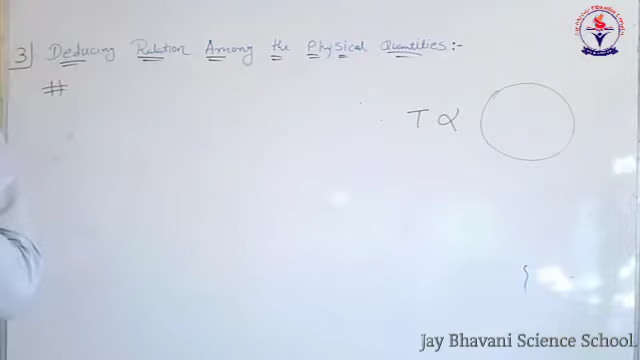 3] Deducing Relation Among the Physical Quantities:-
#
T ∝
Jay Bhavani Science School.